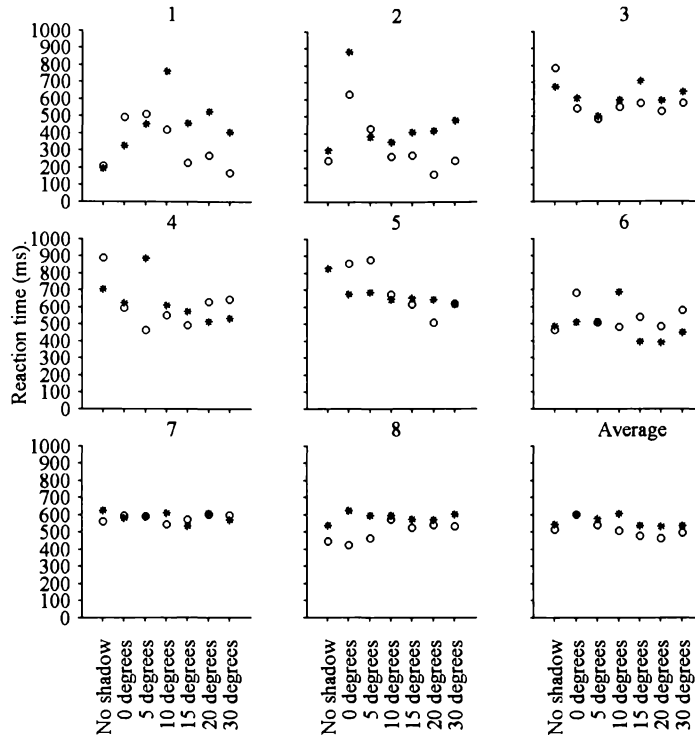 1
2
3
1000
900
800
700
600
500
400
300
200
100
0
4
5
6
1000
900
800
700
600
500
400
300
200
100
0
Reaction time (ms).
7
8
Average
1000
900
800
700
600
500
400
300
200
100
0
No shadow
0 degrees
5 degrees
10 degrees
15 degrees
20 degrees
30 degrees
No shadow
0 degrees
5 degrees
10 degrees
15 degrees
20 degrees
30 degrees
No shadow
0 degrees
5 degrees
10 degrees
15 degrees
20 degrees
30 degrees